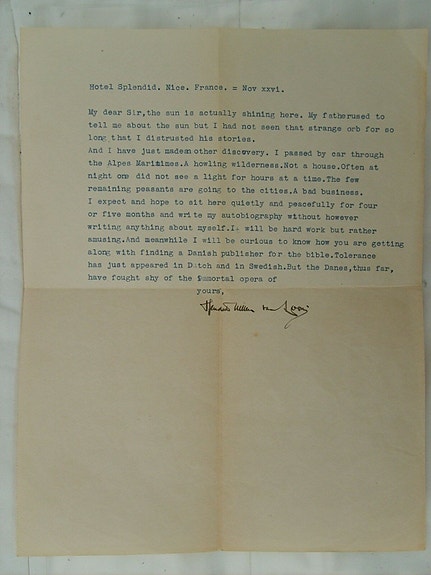 Hotel Splendid. Nice. France. = Nov xxvi.
My dear Sir,the sun is actually shining here. My fatherused to
tell me about the sun but I had not seen that strange orb for so
long that I distrusted his stories.
And I have just madem other discovery. I passed by car through
the Alpes Maritimes.A howling wilderness.Not a house.Often at
night one did not see a light for hours at a time.The few
remaining peasants are going to the cities.A bad business.
I expect and hope to sit here quietly and peacefully for four
or five months and write my autobiography without however
writing anything about myself.It will be hard work but rather
amusing.And meanwhile I will be curious to know how you are getting
along with finding a Danish publisher for the bible.Tolerance
has just appeared in Dutch and in Swedish.But the Danes,thus far,
have fought shy of the immortal opera of
yours,
Hendrik Willem van Loon